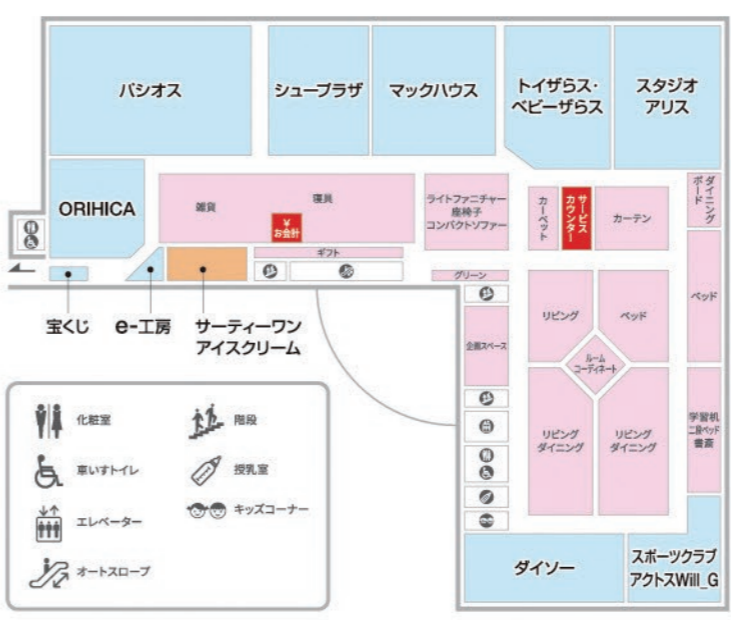 パシオス
シュープラザ
マックハウス
トイザらス・
ベビーザらス
スタジオ
アリス
ORIHICA
雑貨
寝具
¥
お会計
ライトファニチャー
座椅子
コンパクトソファー
カーペット
サービス
カウンター
カーテン
ダイニング
ボード
ギフト
グリーン
宝くじ
e-工房
サーティーワン
アイスクリーム
企画スペース
リビング
ベッド
ベッド
ルーム
コーディネート
リビング
ダイニング
リビング
ダイニング
学習机
二段ベッド
書斎
ダイソー
スポーツクラブ
アクトスWill_G
化粧室
階段
車いすトイレ
授乳室
エレベーター
キッズコーナー
オートスロープ